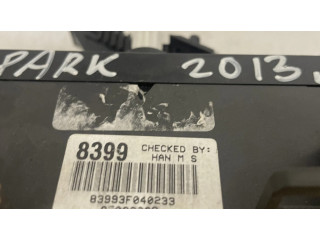 PARK 2013
8399 CHECKED BY:
HAN M S
83993F040233